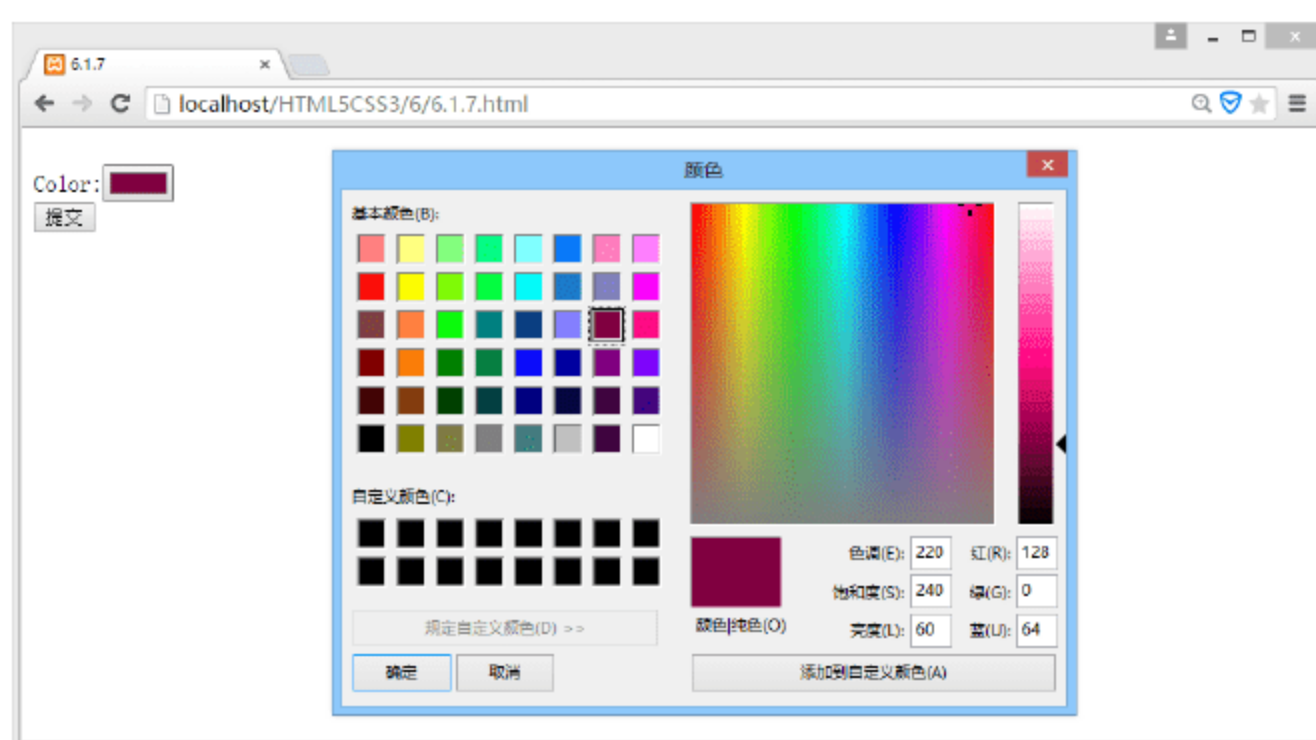 6.1.7
localhost/HTML5CSS3/6/6.1.7.html
Color:
提交
颜色
基本颜色(B):
自定义颜色(C):
规定自定义颜色(D) >>
确定
取消
颜色|纯色(O)
色调(E): 220
饱和度(S): 240
亮度(L): 60
红(R): 128
绿(G): 0
蓝(U): 64
添加到自定义颜色(A)